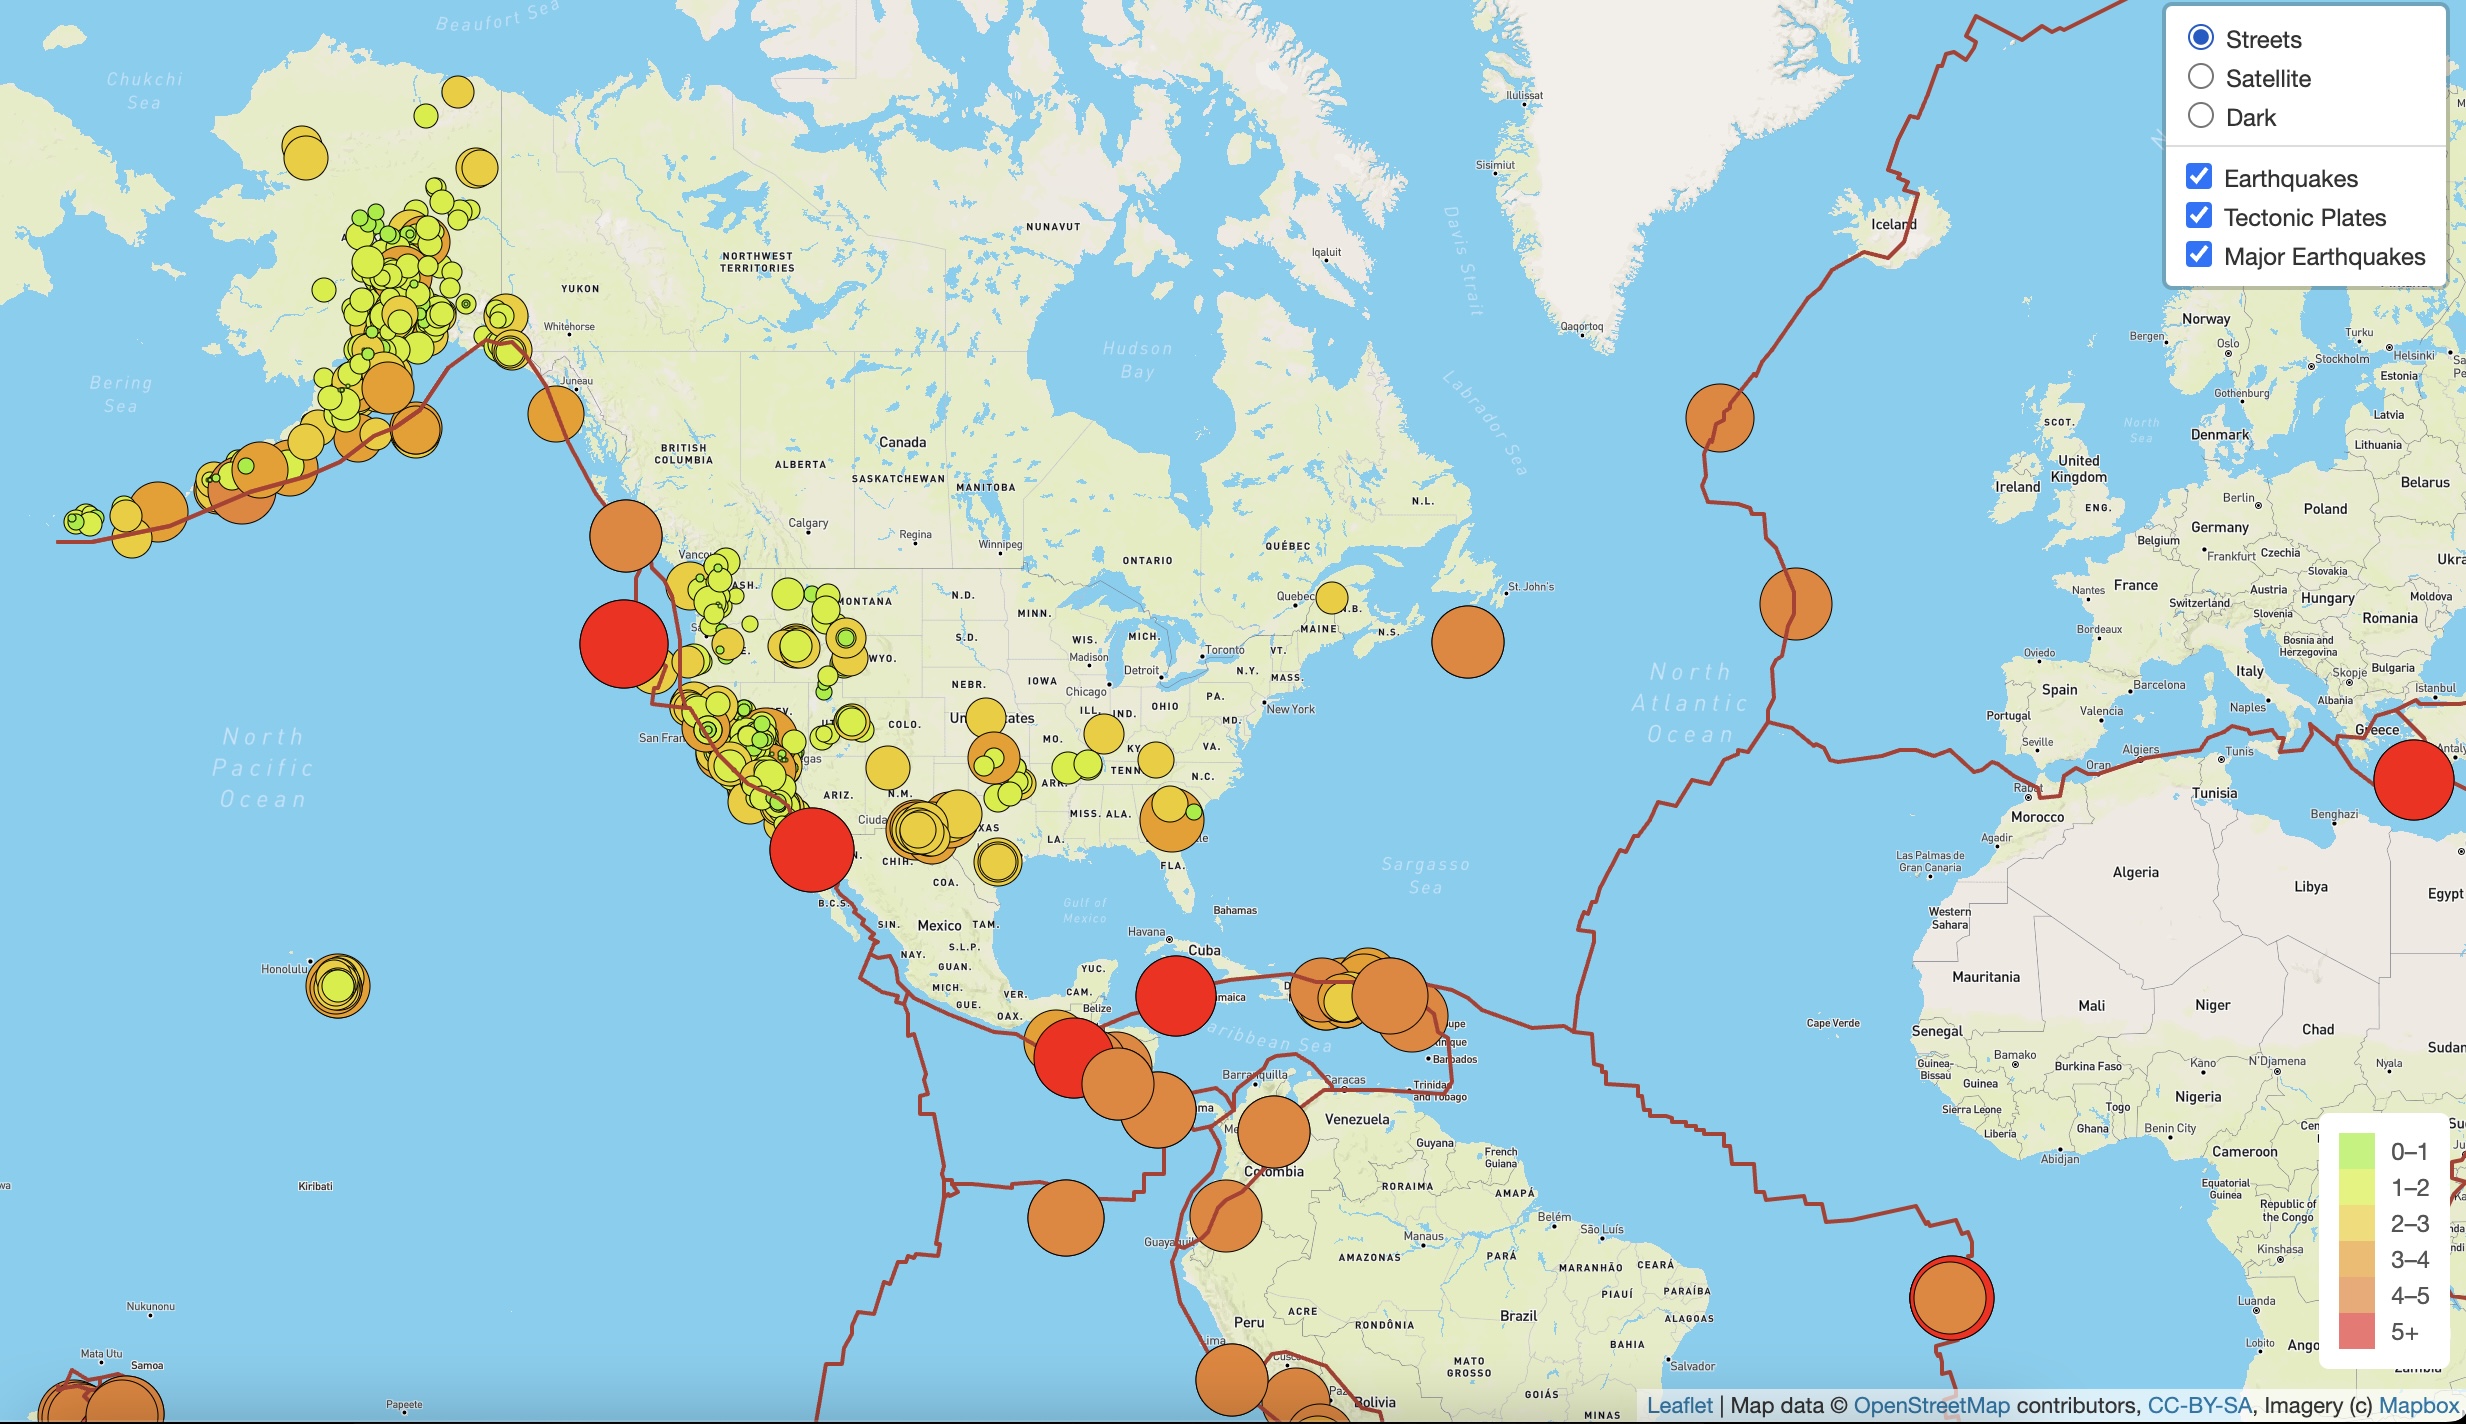 Beaufort Sea
Chukchi
Sea
Ilulissat
Sisimiut
Davis Strait
Streets
Satellite
Dark
Earthquakes
Tectonic Plates
Major Earthquakes
Iceland
NUNAVUT
NORTHWEST
TERRITORIES
Iqaluit
YUKON
Whitehorse
Qaqortoq
Norway
Bergen
Oslo
Turku
Helsinki
Stockholm
Estonia
Hudson
Bay
Bering
Sea
Juneau
Labrador Sea
Gothenburg
Latvia
SCOT.
North
Sea
Denmark
Lithuania
BRITISH
COLUMBIA
Canada
ALBERTA
SASKATCHEWAN
MANITOBA
United
Kingdom
Ireland
Belarus
N.L.
Berlin
ENG.
Poland
Calgary
Regina
Winnipeg
Germany
Belgium
Frankfurt
Czechia
Slovakia
ONTARIO
QUÉBEC
St. John's
MONTANA
N.D.
MINN.
S.D.
WYO.
WIS.
MICH.
Madison
Toronto
Detroit
VT.
MAINE
N.S.
N.Y.
MASS.
France
Nantes
Austria
Switzerland
Hungary
Slovenia
Moldova
Romania
Bordeaux
Bosnia and
Herzegovina
Oviedo
Italy
Skopje
Bulgaria
Spain
Barcelona
Istanbul
Albania
Naples
Valencia
Portugal
Greece
Seville
Algiers
Tunis
Oran
Rabat
Tunisia
Morocco
Agadir
Benghazi
NEBR.
IOWA
Chicago
ILL.
IND.
OHIO
PA.
MD.
New York
COLO.
MO.
KY.
VA.
TENN.
N.C.
ARIZ.
N.M.
ARK.
MISS.
ALA.
LA.
FLA.
North
Atlantic
Ocean
North
Pacific
Ocean
Sargasso
Sea
Las Palmas de
Gran Canaria
Algeria
Libya
Egypt
Western
Sahara
CHIH.
COA.
B.C.S.
SIN.
Mexico
TAM.
Gulf of
Mexico
Bahamas
Havana
Cuba
S.L.P.
NAY.
GUAN.
YUC.
MICH.
VER.
CAM.
GUE.
OAX.
Belize
Honolulu
Mauritania
Mali
Niger
Chad
Cape Verde
Senegal
Guinea-
Bissau
Bamako
Burkina Faso
Kano
N'Djamena
Nyala
Guinea
Sierra Leone
Liberia
Togo
Ghana
Nigeria
Benin City
Abidjan
Cameroon
Barbados
Barranquilla
Caracas
Trinidad
and Tobago
Venezuela
Guyana
French
Guiana
Colombia
RORAIMA
AMAPÁ
Kiribati
Belém
São Luís
Manaus
Guayaquil
AMAZONAS
PARÁ
MARANHÃO
CEARÁ
PIAUÍ
PARAÍBA
ALAGOAS
ACRE
RONDÔNIA
Peru
Brazil
BAHIA
Equatorial
Guinea
Republic of
the Congo
Kinshasa
Luanda
Lobito
0–1
1–2
2–3
3–4
4–5
5+
Nukunonu
Mata Utu
Samoa
Papeete
MATO
GROSSO
Salvador
GOIÁS
Bolivia
MINAS
Leaflet | Map data © OpenStreetMap contributors, CC-BY-SA, Imagery (c) Mapbox